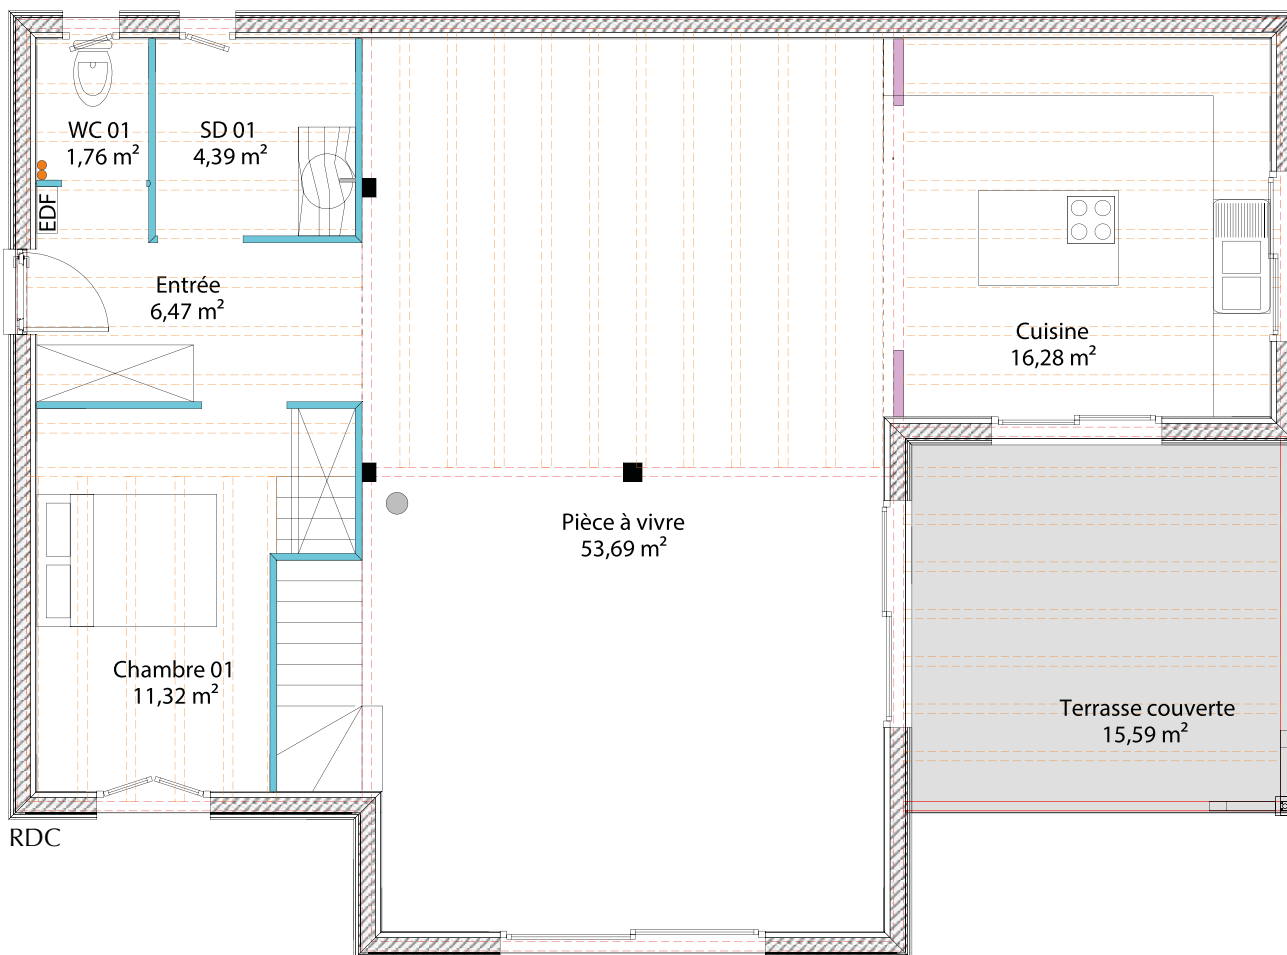 WC 01
1,76 m²
SD 01
4,39 m²
EDF
Entrée
6,47 m²
Cuisine
16,28 m²
Pièce à vivre
53,69 m²
Chambre 01
11,32 m²
Terrasse couverte
15,59 m²
RDC